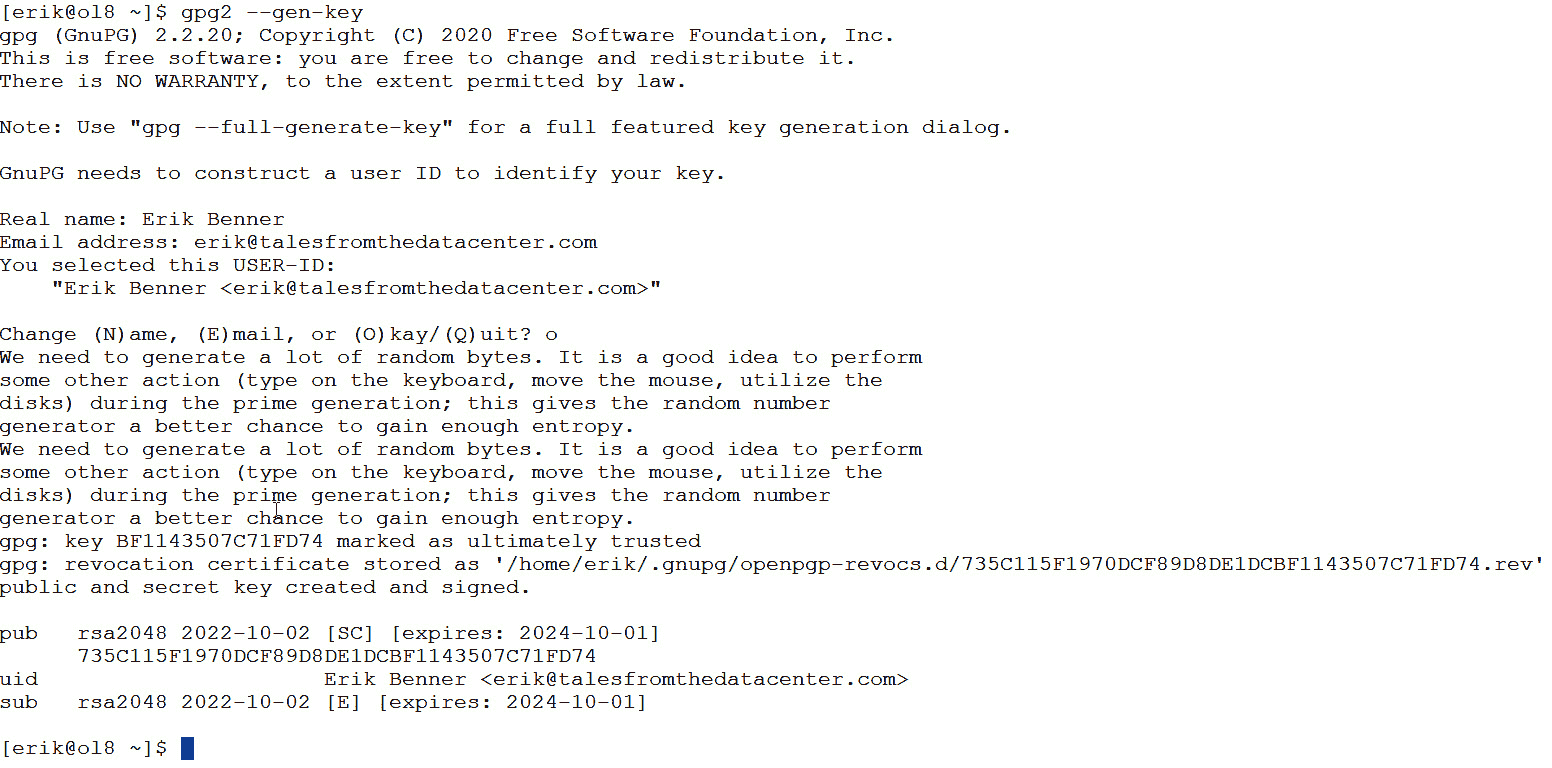 [erik@ol8 ~]$ gpg2 --gen-key
gpg (GnuPG) 2.2.20; Copyright (C) 2020 Free Software Foundation, Inc.
This is free software: you are free to change and redistribute it.
There is NO WARRANTY, to the extent permitted by law.

Note: Use "gpg --full-generate-key" for a full featured key generation dialog.

GnuPG needs to construct a user ID to identify your key.

Real name: Erik Benner
Email address: erik@talesfromthedatacenter.com
You selected this USER-ID:
    "Erik Benner <erik@talesfromthedatacenter.com>"

Change (N)ame, (E)mail, or (O)kay/(Q)uit? o
We need to generate a lot of random bytes. It is a good idea to perform
some other action (type on the keyboard, move the mouse, utilize the
disks) during the prime generation; this gives the random number
generator a better chance to gain enough entropy.
We need to generate a lot of random bytes. It is a good idea to perform
some other action (type on the keyboard, move the mouse, utilize the
disks) during the prime generation; this gives the random number
generator a better chance to gain enough entropy.
gpg: key BF1143507C71FD74 marked as ultimately trusted
gpg: revocation certificate stored as '/home/erik/.gnupg/openpgp-revocs.d/735C115F1970DCF89D8DE1DCBF1143507C71FD74.rev'
public and secret key created and signed.

pub   rsa2048 2022-10-02 [SC] [expires: 2024-10-01]
      735C115F1970DCF89D8DE1DCBF1143507C71FD74
uid                      Erik Benner <erik@talesfromthedatacenter.com>
sub   rsa2048 2022-10-02 [E] [expires: 2024-10-01]

[erik@ol8 ~]$